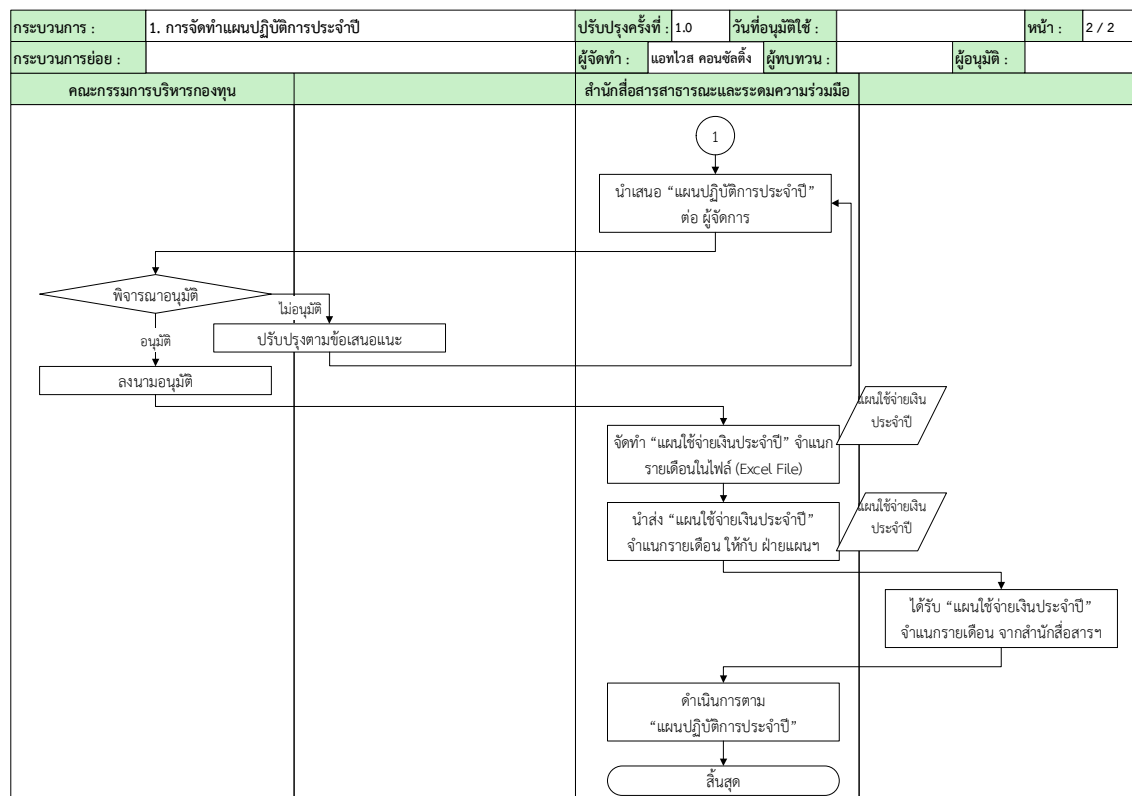 กระบวนการ : 1. การจัดทำแผนปฏิบัติการประจำปี ปรับปรุงครั้งที่ : 1.0 วันที่อนุมัติใช้ : หน้า : 2 / 2
กระบวนการย่อย : ผู้จัดทำ : แอทไวส คอนซัลติ้ง ผู้ทบทวน : ผู้อนุมัติ :
คณะกรรมการบริหารกองทุน สำนักสื่อสารสาธารณะและระดมความร่วมมือ
1
นำเสนอ “แผนปฏิบัติการประจำปี”
ต่อ ผู้จัดการ
พิจารณาอนุมัติ
ไม่อนุมัติ
อนุมัติ
ปรับปรุงตามข้อเสนอแนะ
ลงนามอนุมัติ
แผนใช้จ่ายเงิน
ประจำปี
จัดทำ “แผนใช้จ่ายเงินประจำปี” จำแนก
รายเดือนในไฟล์ (Excel File)
แผนใช้จ่ายเงิน
ประจำปี
นำส่ง “แผนใช้จ่ายเงินประจำปี”
จำแนกรายเดือน ให้กับ ฝ่ายแผนฯ
ได้รับ “แผนใช้จ่ายเงินประจำปี”
จำแนกรายเดือน จากสำนักสื่อสารฯ
ดำเนินการตาม
“แผนปฏิบัติการประจำปี”
สิ้นสุด